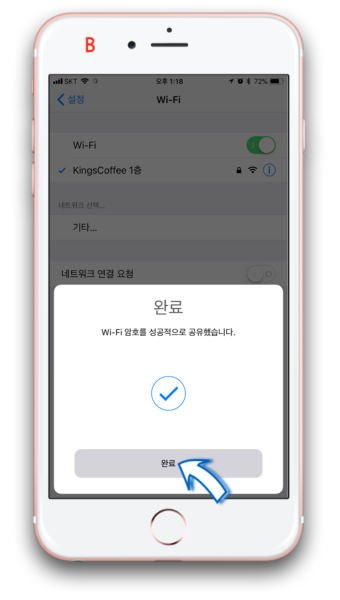 B
SKT 오후 1:18 72%
설정 Wi-Fi
Wi-Fi
KingsCoffee 1층
네트워크 선택...
기타...
네트워크 연결 요청
완료
Wi-Fi 암호를 성공적으로 공유했습니다.
완료